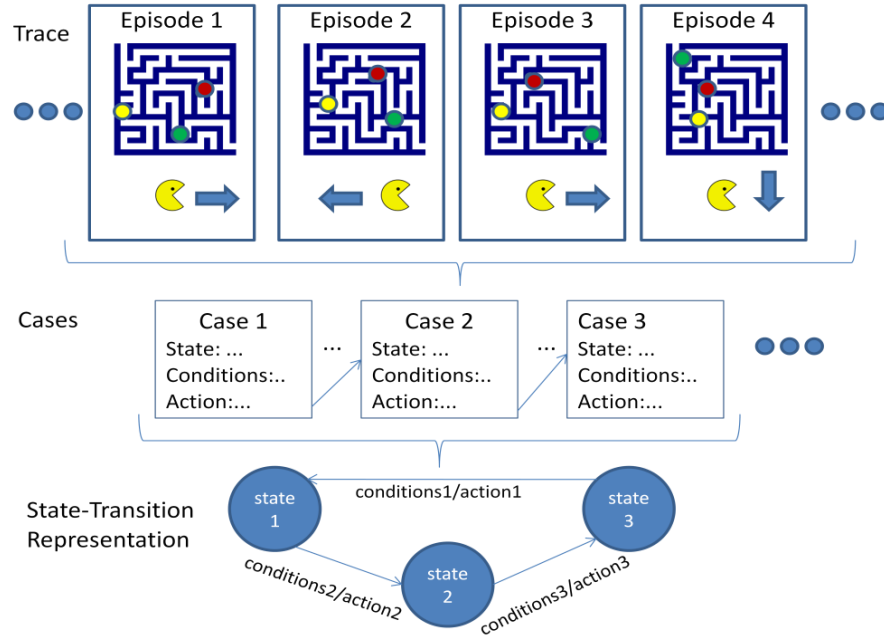 Trace
Episode 1
Episode 2
Episode 3
Episode 4
Cases
Case 1
State: ...
Conditions:..
Action:...
...
Case 2
State: ...
Conditions:..
Action:...
...
Case 3
State: ...
Conditions:..
Action:...
State-Transition
Representation
state
1
conditions1/action1
state
3
conditions2/action2
state
2
conditions3/action3